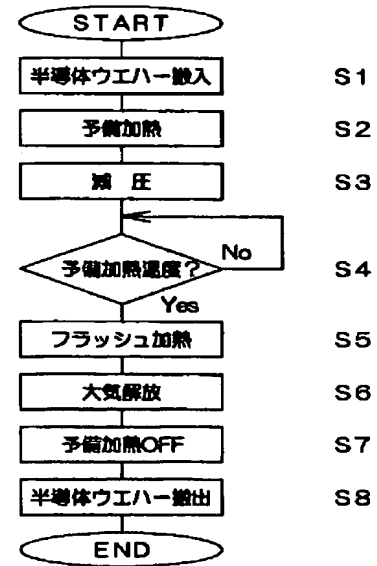 START
半導体ウエハー搬入 S1
予備加熱 S2
減 圧 S3
No
予備加熱温度? S4
Yes
フラッシュ加熱 S5
大気解放 S6
予備加熱OFF S7
半導体ウエハー搬出 S8
END